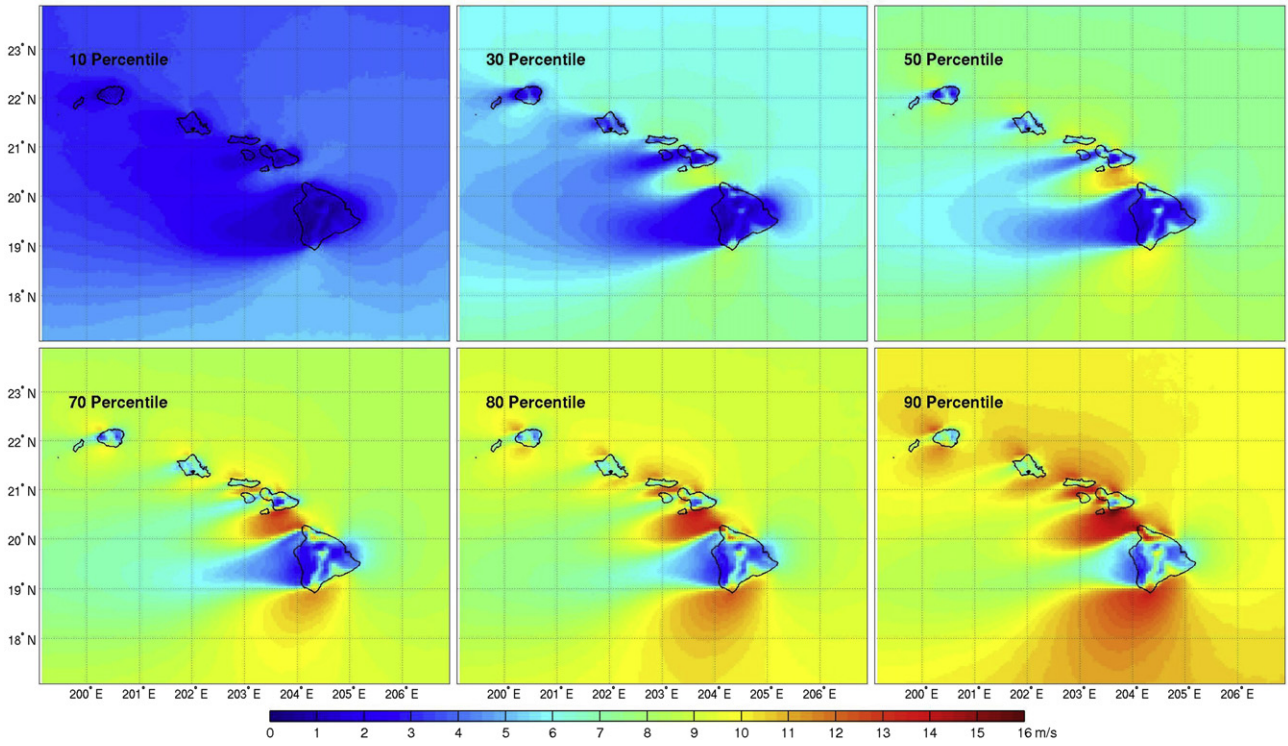 23° N
22° N
21° N
20° N
19° N
18° N
10 Percentile
30 Percentile
50 Percentile
23° N
22° N
21° N
20° N
19° N
18° N
70 Percentile
80 Percentile
90 Percentile
200° E 201° E 202° E 203° E 204° E 205° E 206° E
200° E 201° E 202° E 203° E 204° E 205° E 206° E
200° E 201° E 202° E 203° E 204° E 205° E 206° E
0 1 2 3 4 5 6 7 8 9 10 11 12 13 14 15 16 m/s